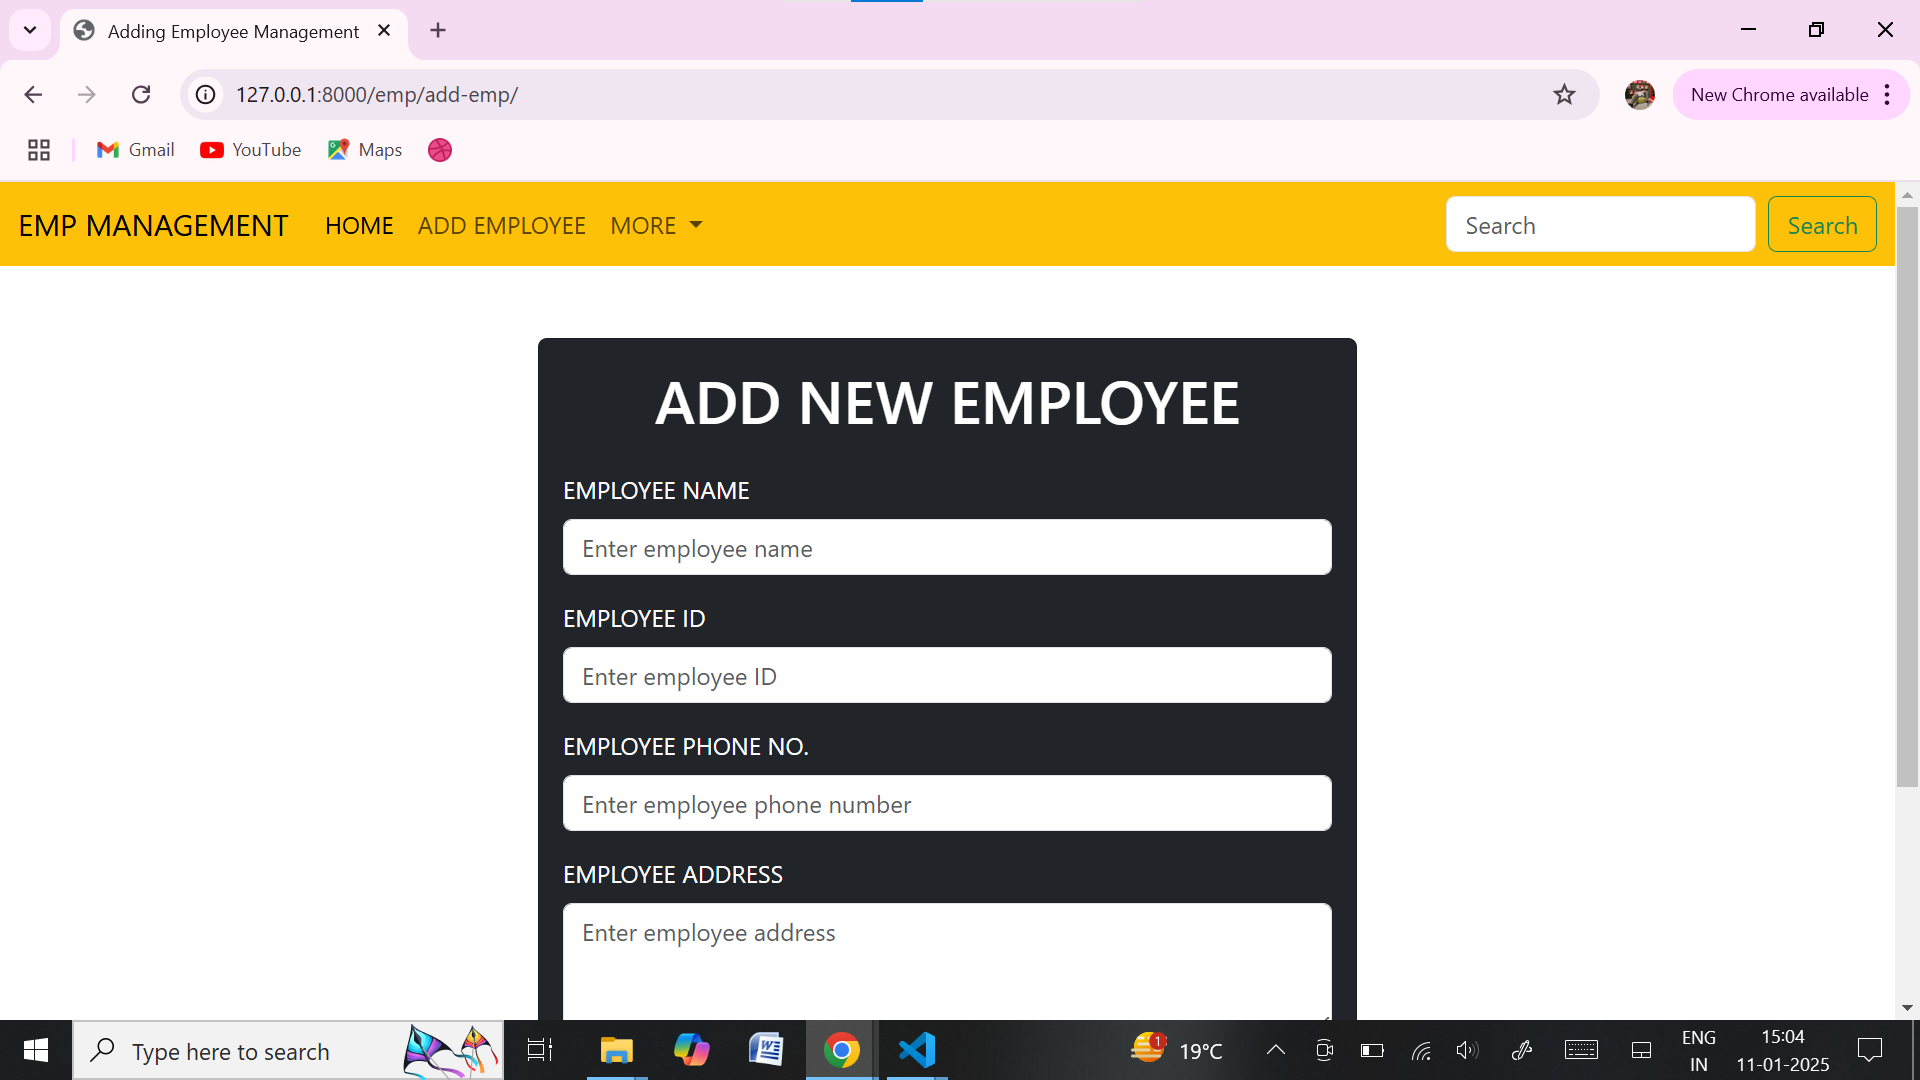 Adding Employee Management
127.0.0.1:8000/emp/add-emp/
New Chrome available
Gmail YouTube Maps
EMP MANAGEMENT HOME ADD EMPLOYEE MORE Search Search
ADD NEW EMPLOYEE
EMPLOYEE NAME
Enter employee name
EMPLOYEE ID
Enter employee ID
EMPLOYEE PHONE NO.
Enter employee phone number
EMPLOYEE ADDRESS
Enter employee address
Type here to search
1
19°C
ENG
IN
15:04
11-01-2025